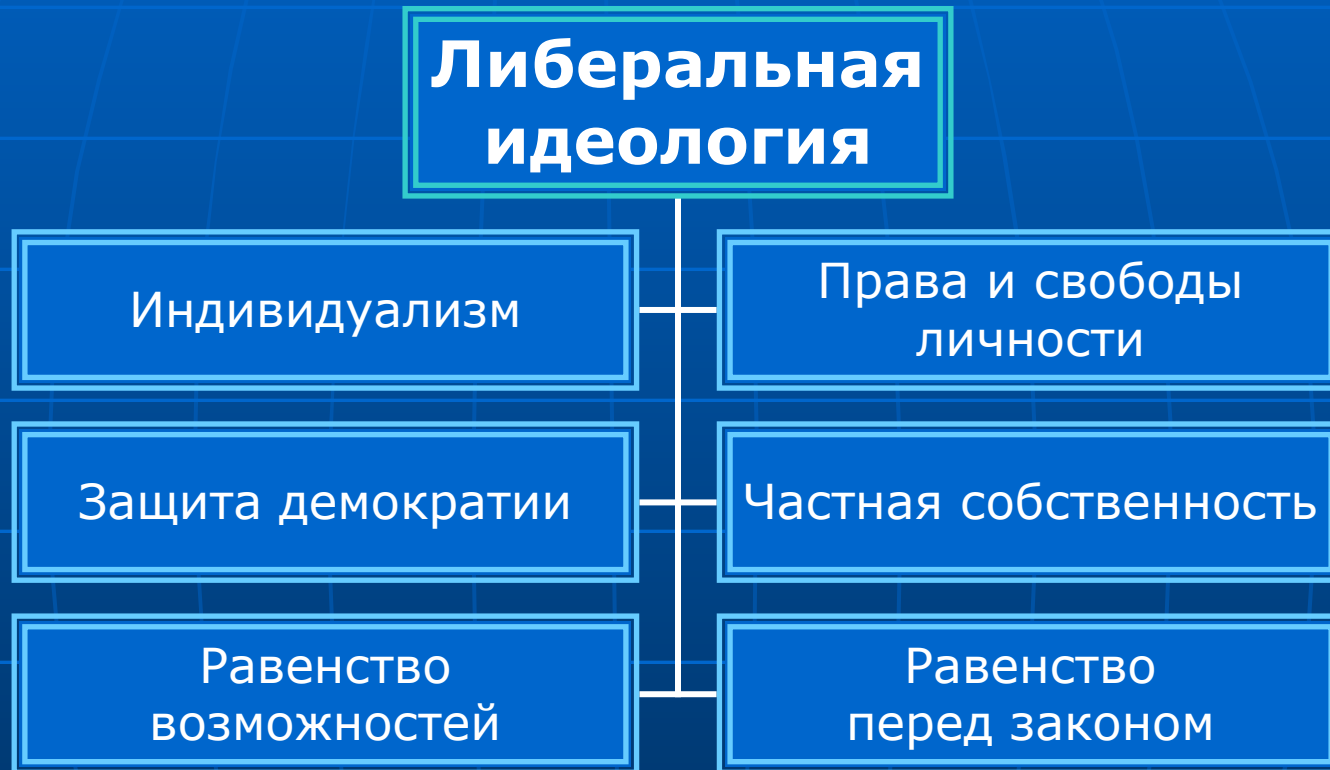 Либеральная
идеология
Индивидуализм
Права и свободы
личности
Защита демократии
Частная собственность
Равенство
возможностей
Равенство
перед законом